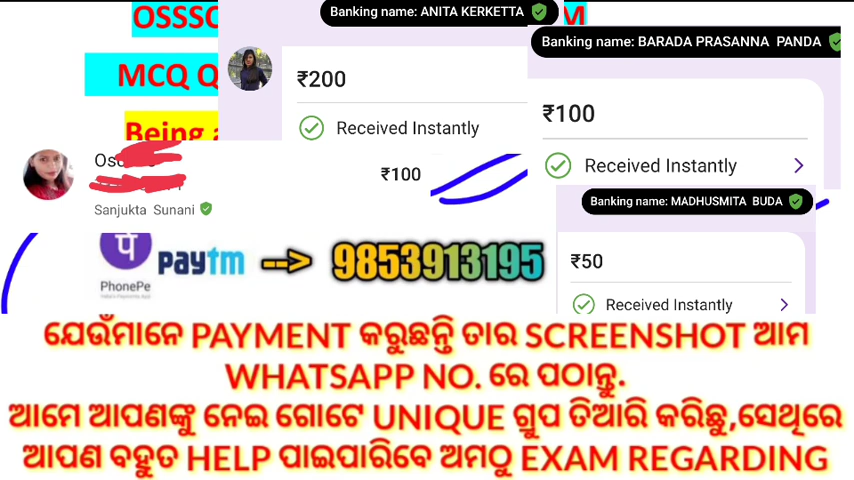 OSSSC
M
Banking name: ANITA KERKETTA
Banking name: BARADA PRASANNA PANDA
MCQ Q
₹200
₹100
Being a
Received Instantly
Received Instantly
₹100
Banking name: MADHUSMITA BUDA
Sanjukta Sunani
₹50
Received Instantly
PhonePe
paytm --> 9853913195
ଯେଉଁମାନେ PAYMENT କରୁଛନ୍ତି ତାର SCREENSHOT ଆମ
WHATSAPP NO. ରେ ପଠାନ୍ତୁ.
ଆମେ ଆପଣଙ୍କୁ ନେଇ ଗୋଟେ UNIQUE ଗ୍ରୁପ ତିଆରି କରିଛୁ,ସେଥିରେ
ଆପଣ ବହୁତ HELP ପାଇପାରିବେ ଅମଠୁ EXAM REGARDING